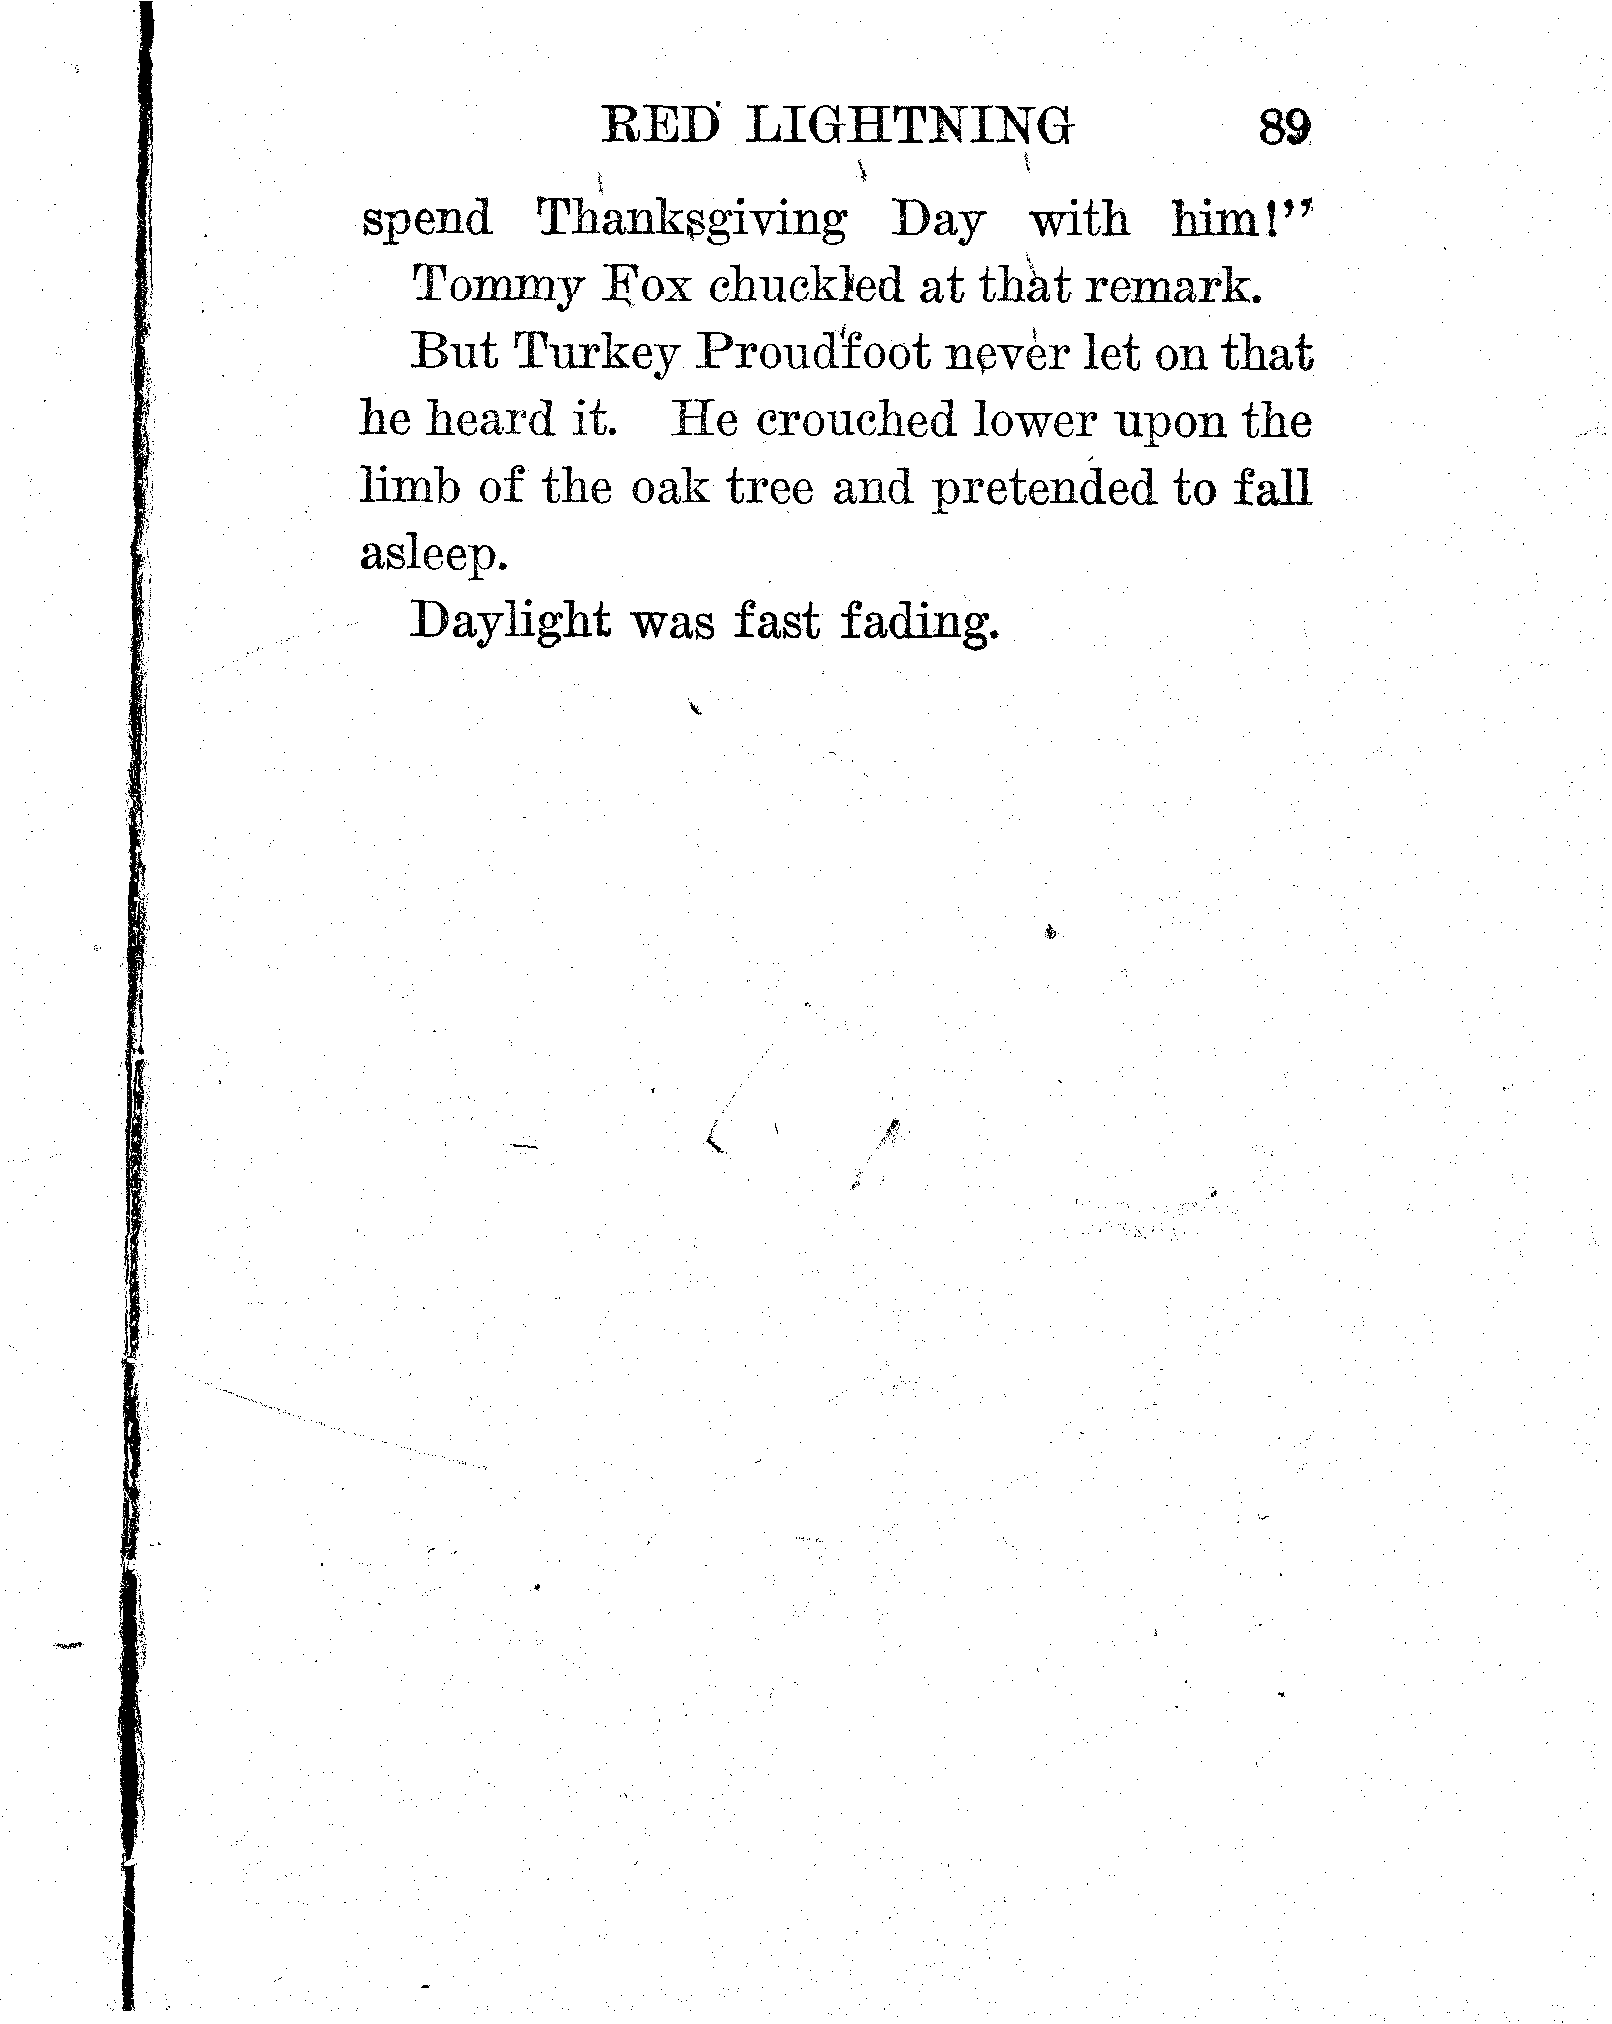 RED LIGHTNING 89
spend Thanksgiving Day with him!”
Tommy Fox chuckled at that remark.
But Turkey Proudfoot never let on that
he heard it. He crouched lower upon the
limb of the oak tree and pretended to fall
asleep.
Daylight was fast fading.